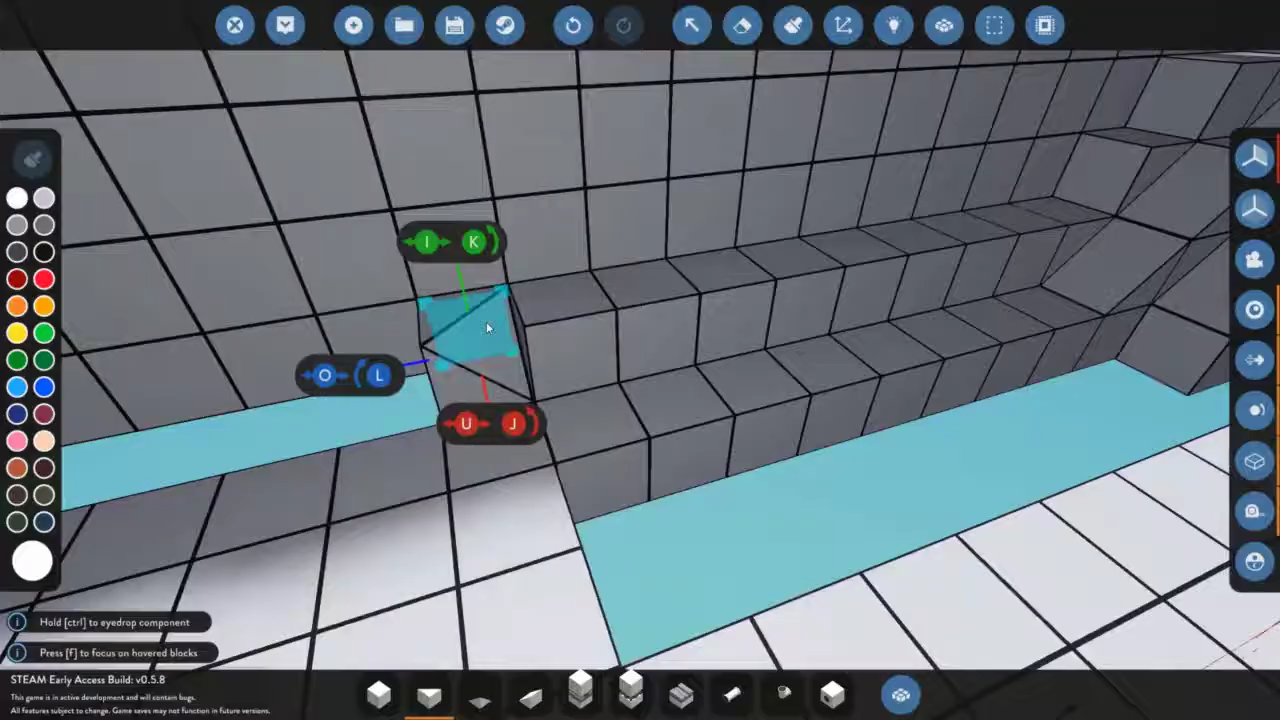 I K
O L
U J
Hold [ctrl] to eyedrop component
Press [f] to focus on hovered blocks
STEAM Early Access Build: v0.5.8
This game is in active development and will contain bugs.
All features subject to change. Game saves may not function in future versions.